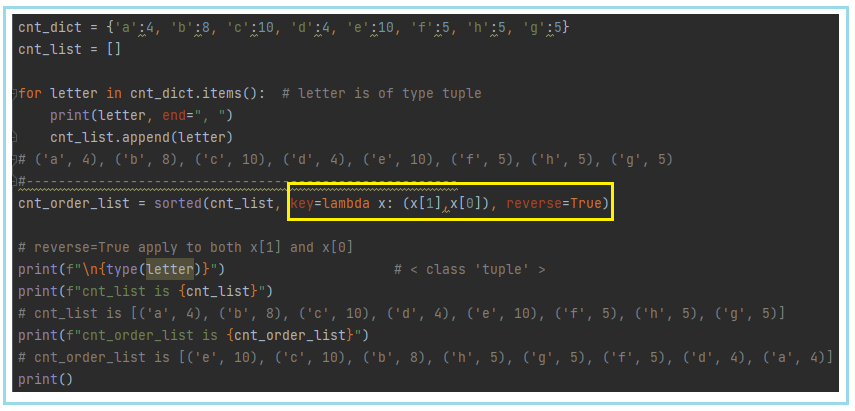 cnt_dict = {'a':4, 'b':8, 'c':10, 'd':4, 'e':10, 'f':5, 'h':5, 'g':5}
cnt_list = []
for letter in cnt_dict.items():  # letter is of type tuple
    print(letter, end=", ")
    cnt_list.append(letter)
# ('a', 4), ('b', 8), ('c', 10), ('d', 4), ('e', 10), ('f', 5), ('h', 5), ('g', 5)
#------------------------------------------------------
cnt_order_list = sorted(cnt_list, key=lambda x: (x[1],x[0]), reverse=True)
# reverse=True apply to both x[1] and x[0]
print(f"\n{type(letter)}")                     # < class 'tuple' >
print(f"cnt_list is {cnt_list}")
# cnt_list is [('a', 4), ('b', 8), ('c', 10), ('d', 4), ('e', 10), ('f', 5), ('h', 5), ('g', 5)]
print(f"cnt_order_list is {cnt_order_list}")
# cnt_order_list is [('e', 10), ('c', 10), ('b', 8), ('h', 5), ('g', 5), ('f', 5), ('d', 4), ('a', 4)]
print()